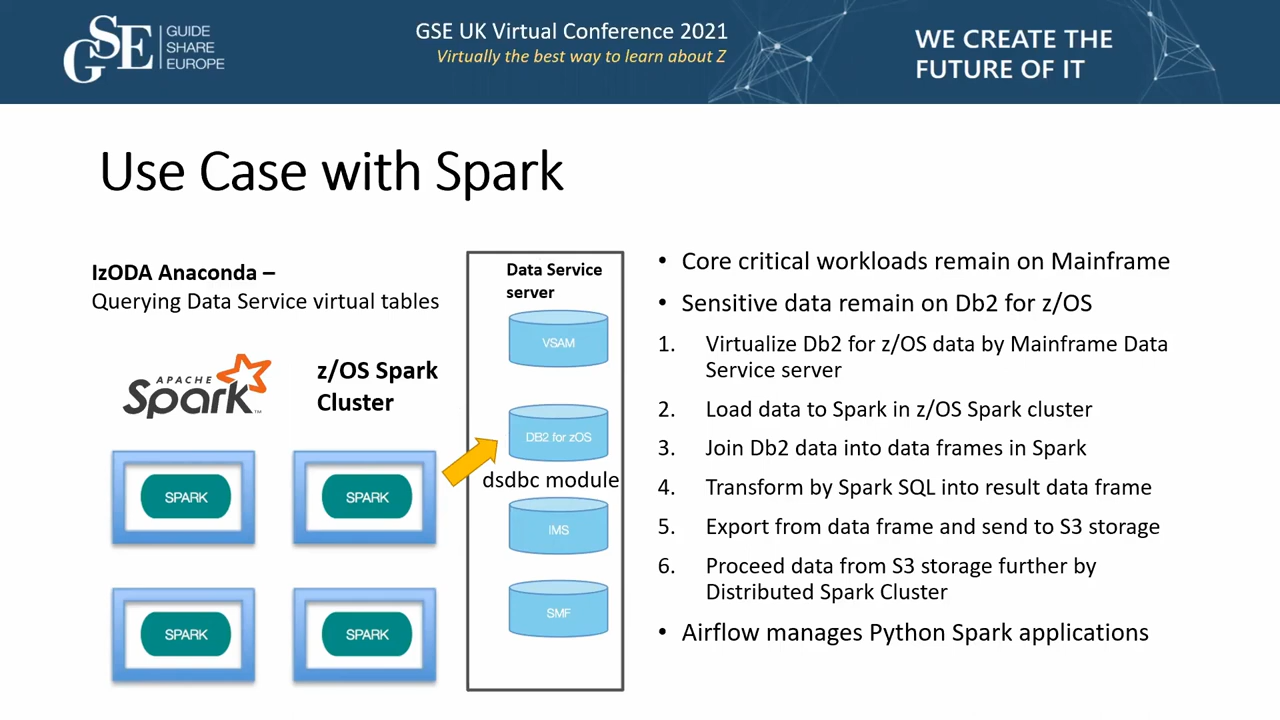 GSE
GUIDE
SHARE
EUROPE
GSE UK Virtual Conference 2021
Virtually the best way to learn about Z
WE CREATE THE
FUTURE OF IT
Use Case with Spark
IzODA Anaconda –
Querying Data Service virtual tables
APACHE
Spark™
z/OS Spark
Cluster
SPARK
SPARK
SPARK
SPARK
Data Service
server
VSAM
DB2 for zOS
dsdbc module
IMS
SMF
• Core critical workloads remain on Mainframe
• Sensitive data remain on Db2 for z/OS
1. Virtualize Db2 for z/OS data by Mainframe Data
Service server
2. Load data to Spark in z/OS Spark cluster
3. Join Db2 data into data frames in Spark
4. Transform by Spark SQL into result data frame
5. Export from data frame and send to S3 storage
6. Proceed data from S3 storage further by
Distributed Spark Cluster
• Airflow manages Python Spark applications